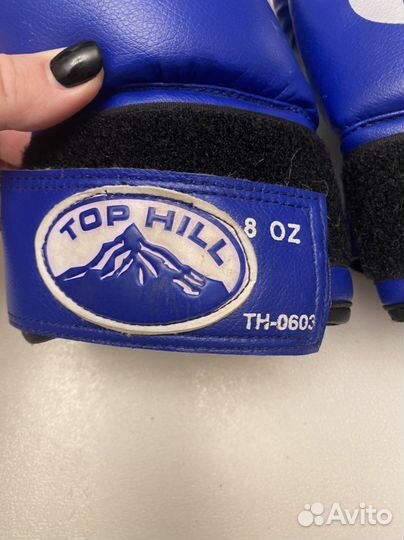 TOP HILL
8 OZ
TH-0603
Avito